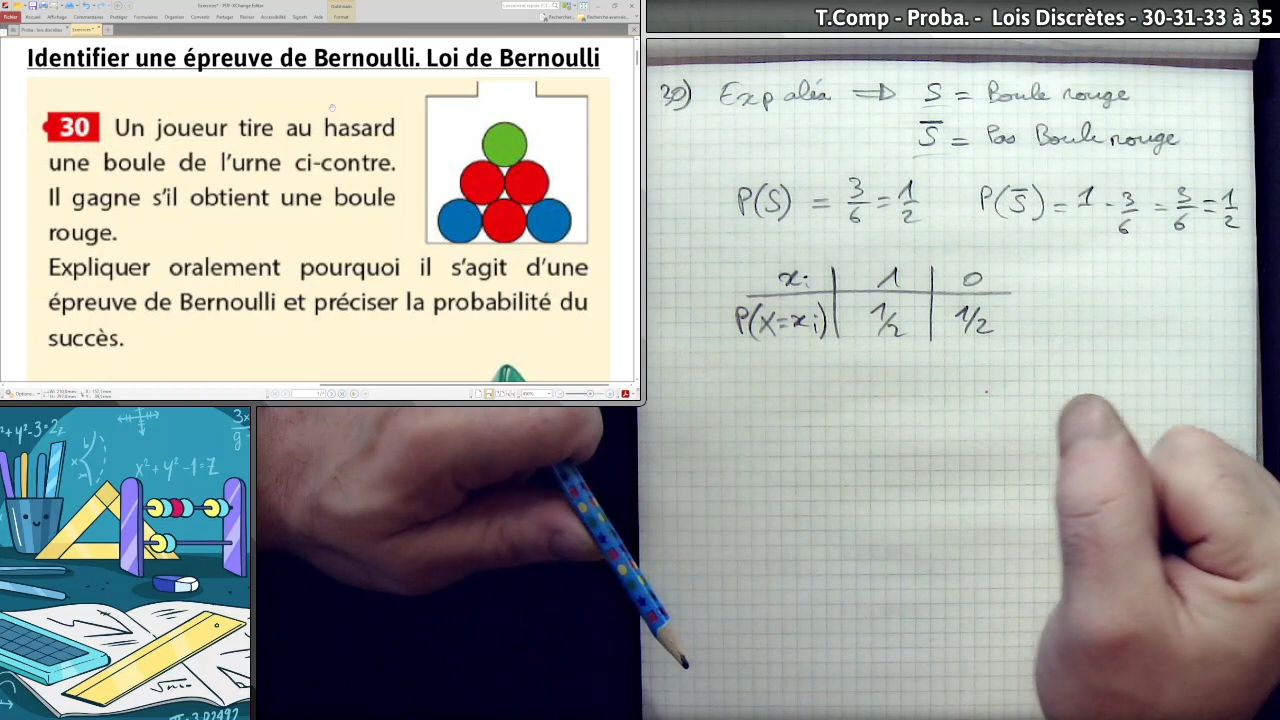 T.Comp - Proba. - Lois Discrètes - 30-31-33 à 35
Identifier une épreuve de Bernoulli. Loi de Bernoulli
30 Un joueur tire au hasard
une boule de l'urne ci-contre.
Il gagne s'il obtient une boule
rouge.
Expliquer oralement pourquoi il s'agit d'une
épreuve de Bernoulli et préciser la probabilité du
succès.
30) Exp aléa ⇒ S = Boule rouge
S̅ = Pas Boule rouge
P(S) = 3/6 = 1/2 P(S̅) = 1 - 3/6 = 3/6 = 1/2
xi | 1 | 0
P(X=xi) | 1/2 | 1/2
x²+y²-1=z